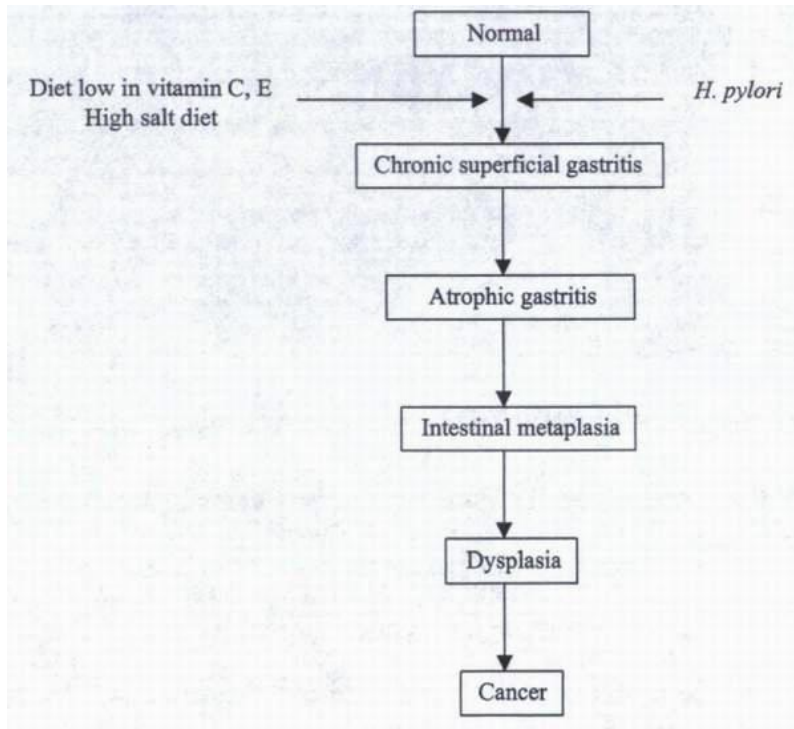 Normal
Diet low in vitamin C, E
High salt diet
H. pylori
Chronic superficial gastritis
Atrophic gastritis
Intestinal metaplasia
Dysplasia
Cancer